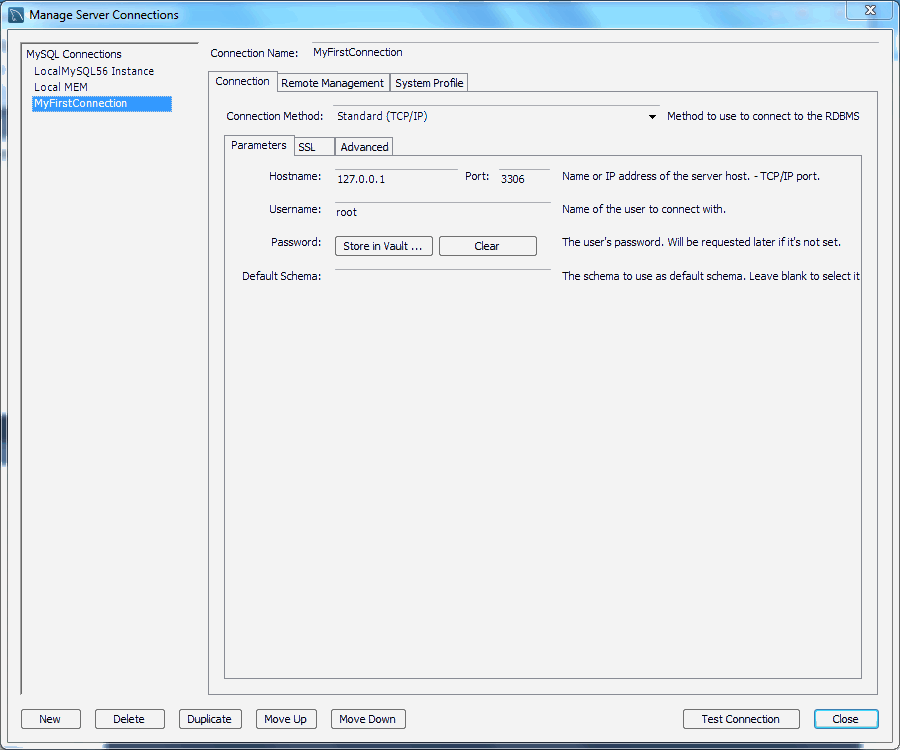 Manage Server Connections
MySQL Connections
LocalMySQL56 Instance
Local MEM
MyFirstConnection
Connection Name: MyFirstConnection
Connection Remote Management System Profile
Connection Method: Standard (TCP/IP) Method to use to connect to the RDBMS
Parameters SSL Advanced
Hostname: 127.0.0.1 Port: 3306 Name or IP address of the server host. - TCP/IP port.
Username: root Name of the user to connect with.
Password: Store in Vault ... Clear The user's password. Will be requested later if it's not set.
Default Schema: The schema to use as default schema. Leave blank to select it
New Delete Duplicate Move Up Move Down Test Connection Close